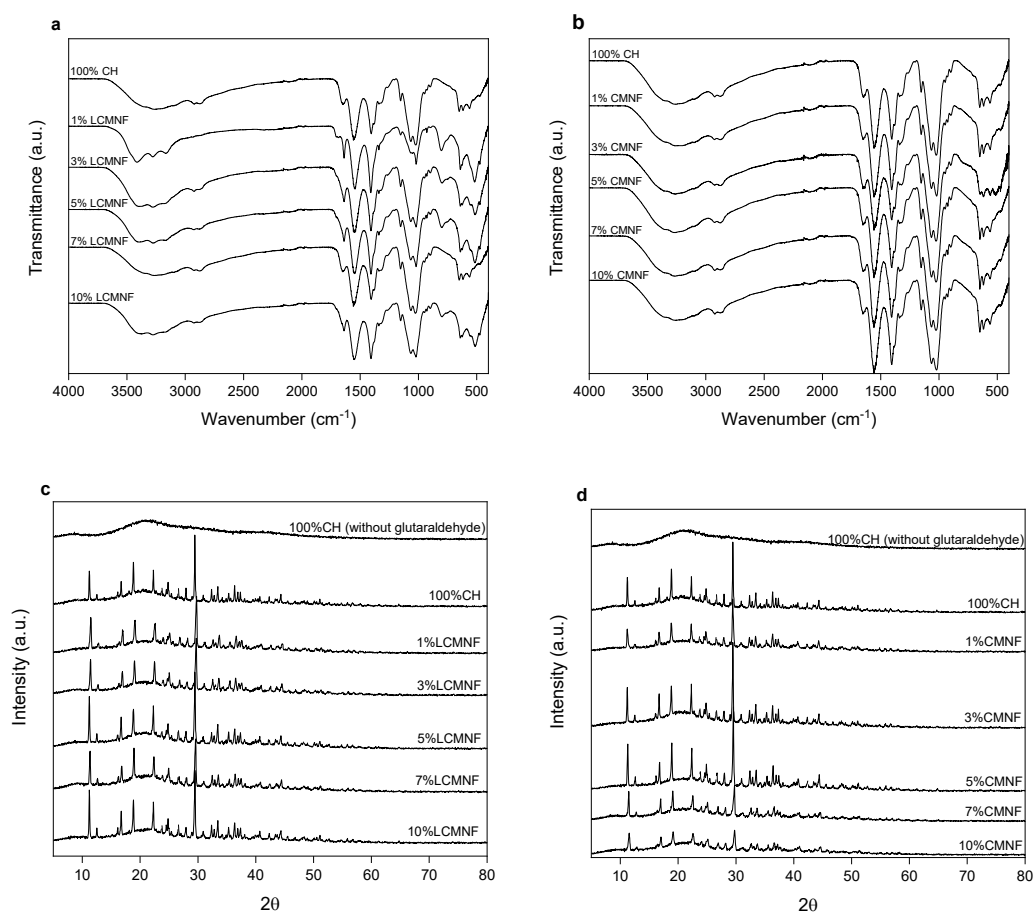 a
100% CH
1% LCMNF
3% LCMNF
5% LCMNF
7% LCMNF
10% LCMNF
Transmittance (a.u.)
4000 3500 3000 2500 2000 1500 1000 500
Wavenumber (cm⁻¹)
b
100% CH
1% CMNF
3% CMNF
5% CMNF
7% CMNF
10% CMNF
Transmittance (a.u.)
4000 3500 3000 2500 2000 1500 1000 500
Wavenumber (cm⁻¹)
c
100%CH (without glutaraldehyde)
100%CH
1%LCMNF
3%LCMNF
5%LCMNF
7%LCMNF
10%LCMNF
Intensity (a.u.)
10 20 30 40 50 60 70 80
2θ
d
100%CH (without glutaraldehyde)
100%CH
1%CMNF
3%CMNF
5%CMNF
7%CMNF
10%CMNF
Intensity (a.u.)
10 20 30 40 50 60 70 80
2θ